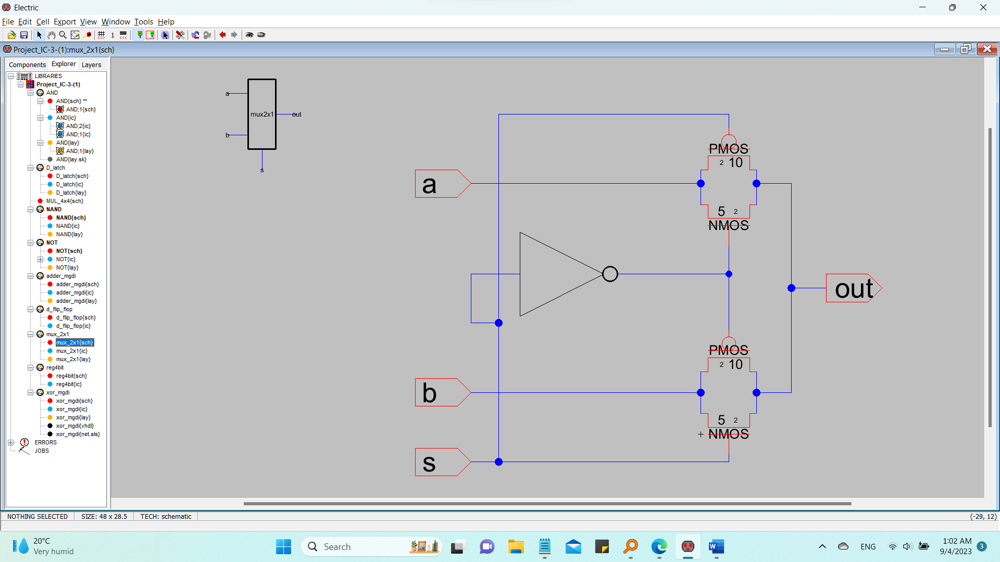 Electric
File Edit Cell Export View Window Tools Help
1
Project_IC-3-(1):mux_2x1{sch}
Components Explorer Layers
LIBRARIES
Project_IC-3-(1)
AND
AND{sch} **
AND;1{sch}
AND{ic}
AND;2{ic}
AND;1{ic}
AND{lay}
AND;1{lay}
AND{lay.sk}
D_latch
D_latch{sch}
D_latch{ic}
D_latch{lay}
MUL_4x4{sch}
NAND
NAND{sch}
NAND{ic}
NAND{lay}
NOT
NOT{sch}
NOT{ic}
NOT{lay}
adder_mgdi
adder_mgdi{sch}
adder_mgdi{ic}
adder_mgdi{lay}
d_flip_flop
d_flip_flop{sch}
d_flip_flop{ic}
mux_2x1
mux_2x1{sch}
mux_2x1{ic}
mux_2x1{lay}
reg4bit
reg4bit{sch}
reg4bit{ic}
xor_mgdi
xor_mgdi{sch}
xor_mgdi{ic}
xor_mgdi{lay}
xor_mgdi{vhdl}
xor_mgdi{net.als}
ERRORS
JOBS
a
mux2x1 out
b
s
PMOS
2 10
a
5 2
NMOS
out
PMOS
2 10
b
5 2
NMOS
s
NOTHING SELECTED SIZE: 48 x 28.5 TECH: schematic (-29, 12)
20°C
Very humid
Search
ENG
1:02 AM
9/4/2023
3